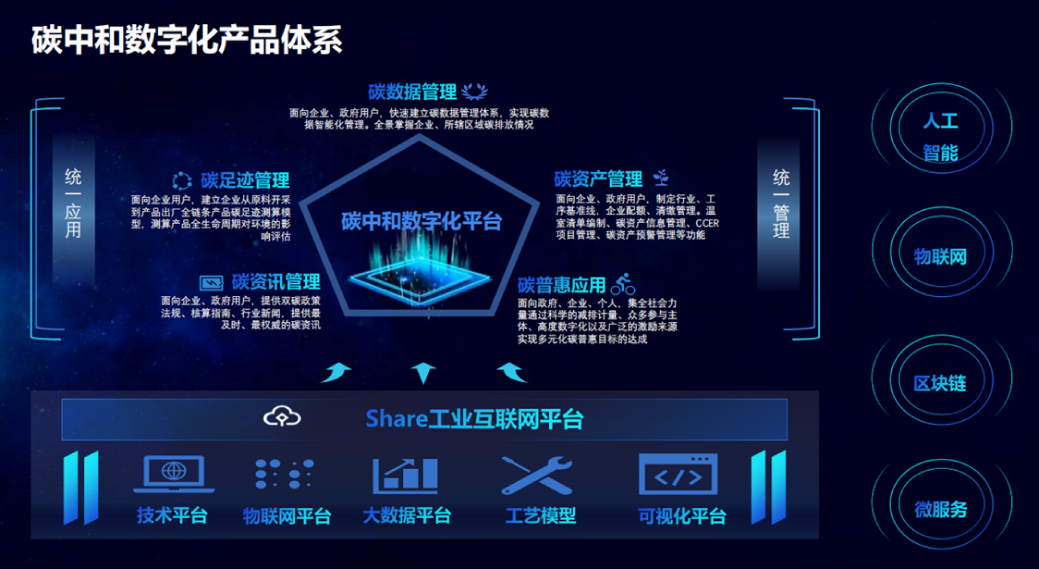 碳中和数字化产品体系
碳数据管理
面向企业、政府用户,快速建立碳数据管理体系,实现碳数
据智能化管理。全景掌握企业、所辖区域碳排放情况
统一应用
碳足迹管理
面向企业用户,建立企业从原料开采
到产品出厂全链条产品碳足迹测算模
型,测算产品全生命周期对环境的影
响评估
碳资产管理
面向企业、政府用户,制定行业、工
序基准线,企业配额、清缴管理。温
室清单编制、碳资产信息管理、CCER
项目管理、碳资产预警管理等功能
统一管理
碳中和数字化平台
碳资讯管理
面向企业、政府用户,提供双碳政策
法规、核算指南、行业新闻,提供最
及时、最权威的碳资讯
碳普惠应用
面向政府、企业、个人,集全社会力
量通过科学的减排计量、众多参与主
体、高度数字化以及广泛的激励来源
实现多元化碳普惠目标的达成
Share工业互联网平台
技术平台
物联网平台
大数据平台
工艺模型
可视化平台
人工
智能
物联网
区块链
微服务